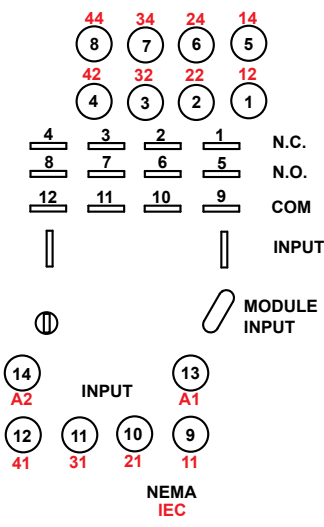 44 34 24 14
8 7 6 5
42 32 22 12
4 3 2 1
4 3 2 1 N.C.
8 7 6 5 N.O.
12 11 10 9 COM
INPUT
MODULE
INPUT
14 INPUT 13
A2 A1
12 11 10 9
41 31 21 11
NEMA
IEC